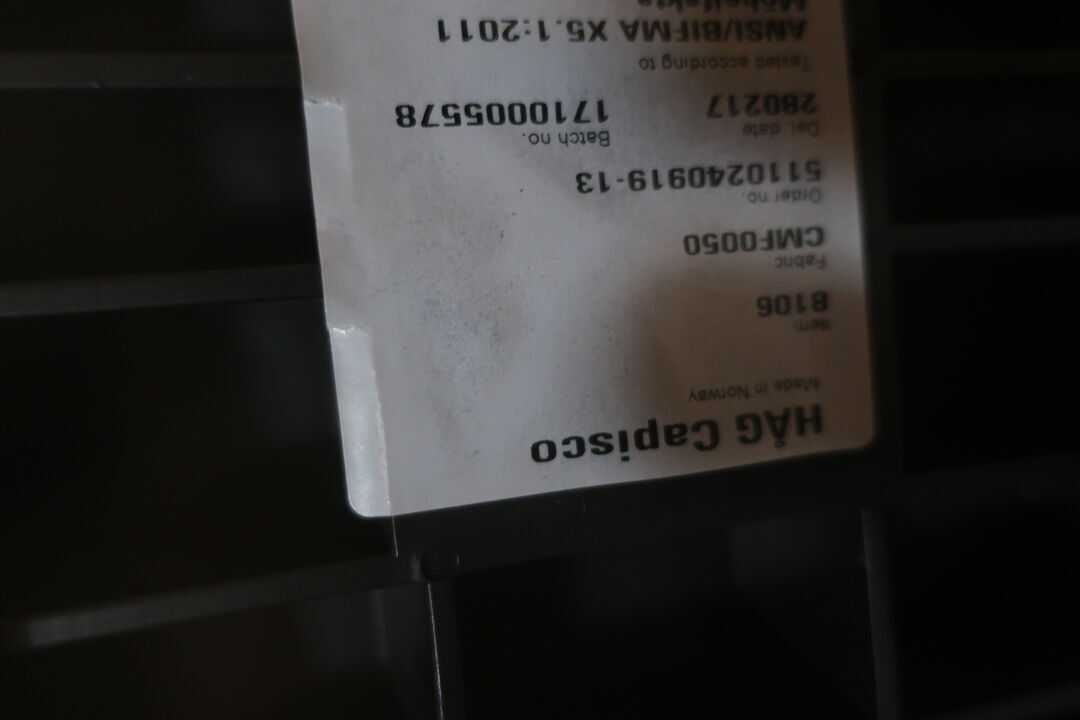 HÅG Capisco
Made in Norway
Item
8106
Fabric
CMF0050
Order no.
5110240919-13
Del. date Batch no.
280217 1710005578
Tested according to
ANSI/BIFMA X5.1:2011
Möbelfakta